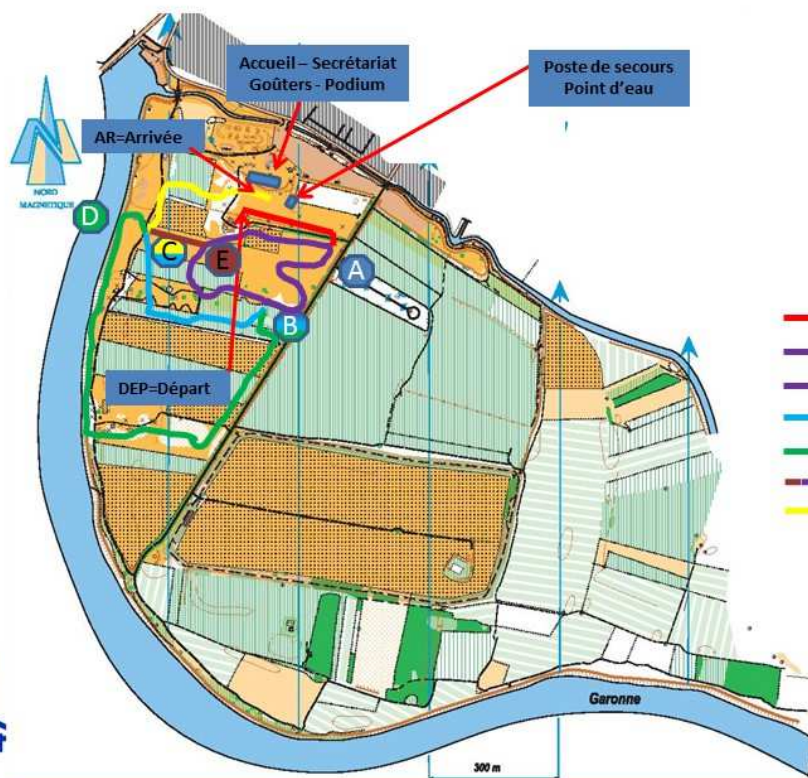 Accueil – Secrétariat
Goûters - Podium
Poste de secours
Point d'eau
AR=Arrivée
NORD
MAGNETIQUE
D
C
E
A
B
DEP=Départ
Garonne
300 m